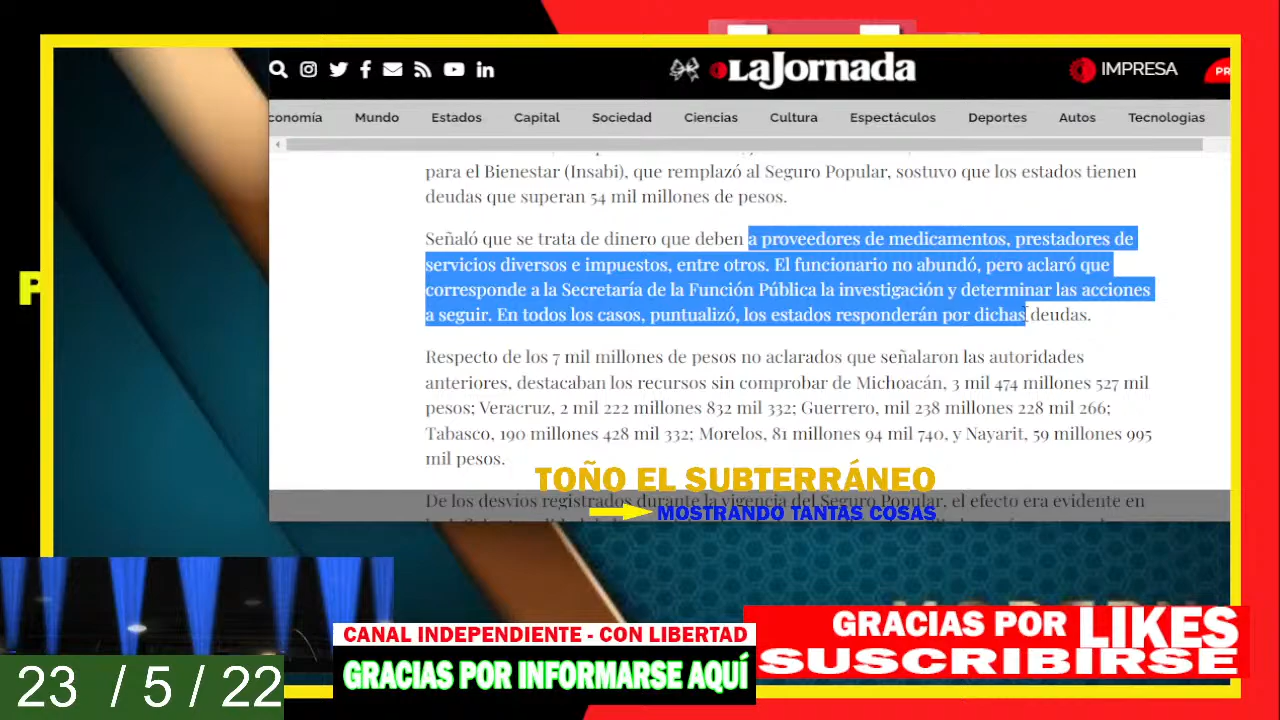 LaJornada
IMPRESA
PR
conomía Mundo Estados Capital Sociedad Ciencias Cultura Espectáculos Deportes Autos Tecnologías
para el Bienestar (Insabi), que remplazó al Seguro Popular, sostuvo que los estados tienen
deudas que superan 54 mil millones de pesos.
Señaló que se trata de dinero que deben a proveedores de medicamentos, prestadores de
servicios diversos e impuestos, entre otros. El funcionario no abundó, pero aclaró que
corresponde a la Secretaría de la Función Pública la investigación y determinar las acciones
a seguir. En todos los casos, puntualizó, los estados responderán por dichas deudas.
Respecto de los 7 mil millones de pesos no aclarados que señalaron las autoridades
anteriores, destacaban los recursos sin comprobar de Michoacán, 3 mil 474 millones 527 mil
pesos; Veracruz, 2 mil 222 millones 832 mil 332; Guerrero, mil 238 millones 228 mil 266;
Tabasco, 190 millones 428 mil 332; Morelos, 81 millones 94 mil 740, y Nayarit, 59 millones 995
mil pesos.
TOÑO EL SUBTERRÁNEO
De los desvíos registrados durante la vigencia del Seguro Popular, el efecto era evidente en
MOSTRANDO TANTAS COSAS
P
CANAL INDEPENDIENTE - CON LIBERTAD
GRACIAS POR INFORMARSE AQUÍ
GRACIAS POR LIKES
SUSCRIBIRSE
23 / 5 / 22